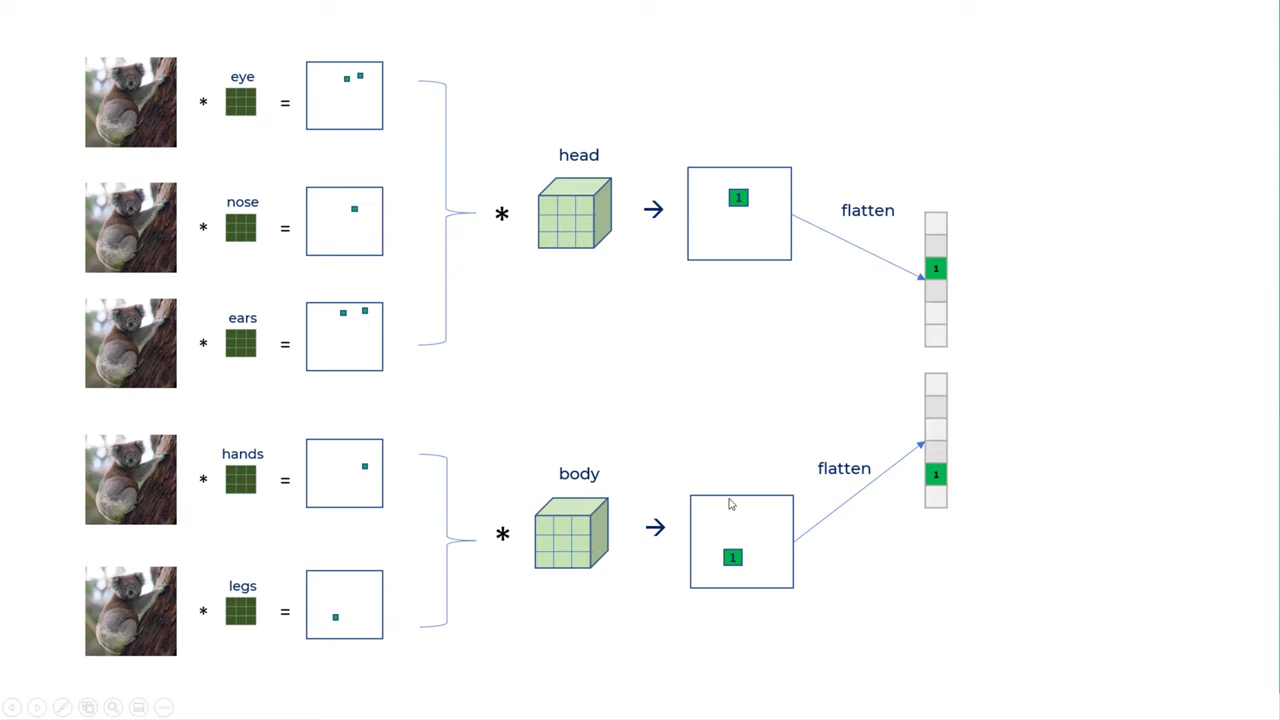 eye
* =
nose
* =
ears
* =
head
* →
1
flatten
1
hands
* =
legs
* =
body
* →
1
flatten
1